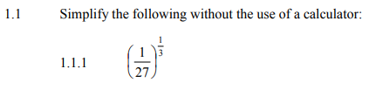 1.1 Simplify the following without the use of a calculator:
1.1.1 (1/27)^(1/3)